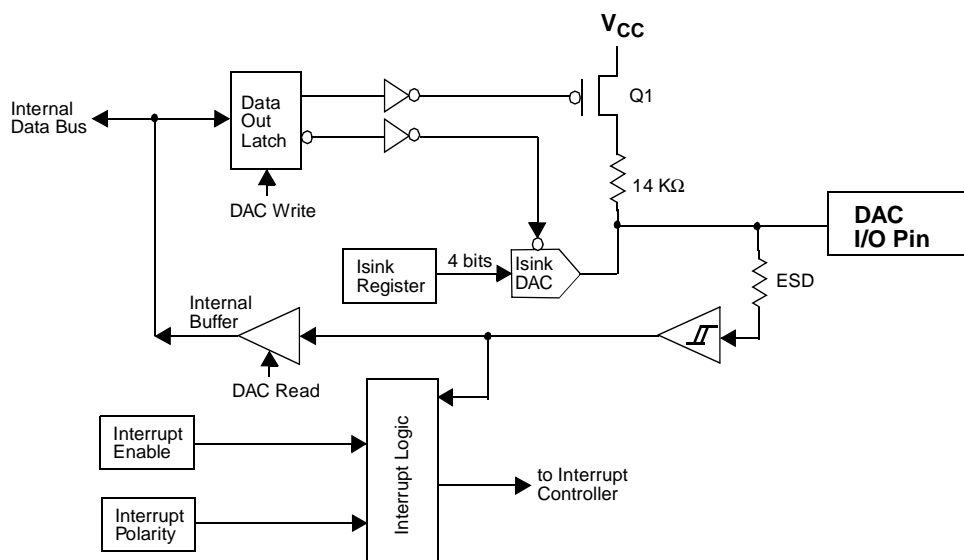 VCC
Internal
Data Bus
Data
Out
Latch
Q1
DAC Write
14 KΩ
DAC
I/O Pin
Isink
Register
4 bits
Isink
DAC
ESD
Internal
Buffer
DAC Read
Interrupt
Enable
Interrupt Logic
to Interrupt
Controller
Interrupt
Polarity